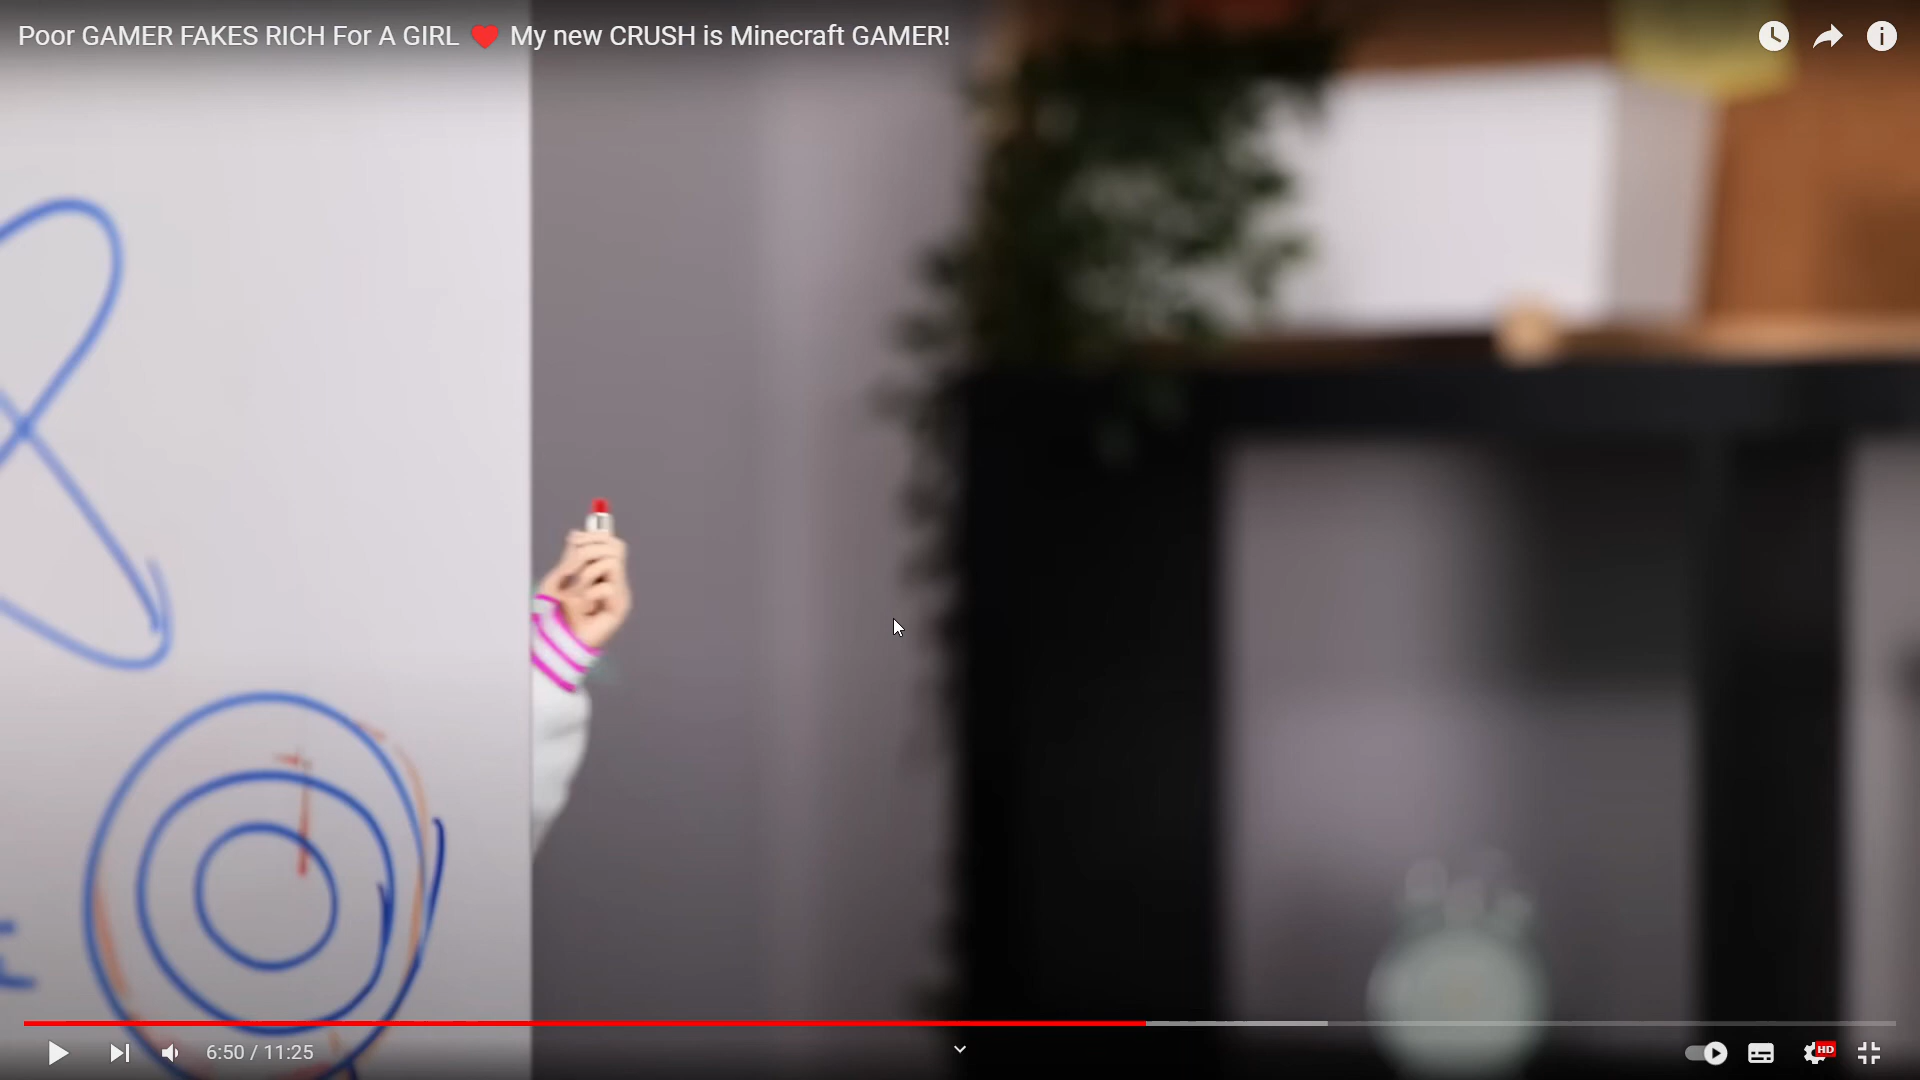 Poor GAMER FAKES RICH For A GIRL ❤️ My new CRUSH is Minecraft GAMER!
6:50 / 11:25
HD